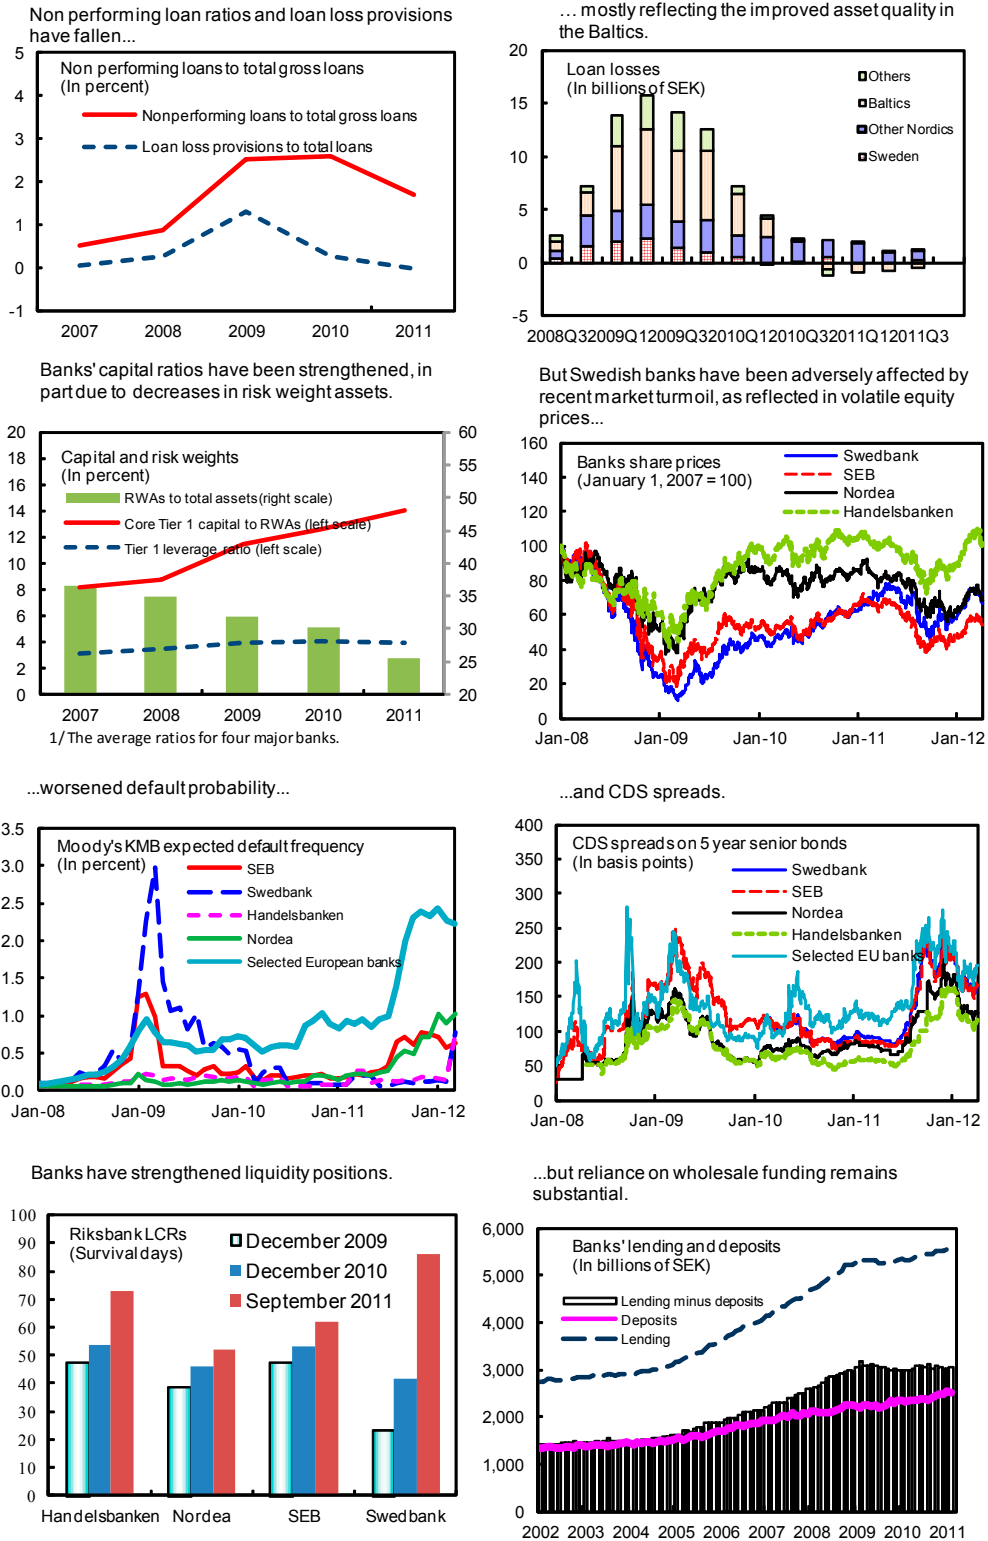 Non performing loan ratios and loan loss provisions
have fallen...
5
4
3
2
1
0
-1
Non performing loans to total gross loans
(In percent)
Nonperforming loans to total gross loans
Loan loss provisions to total loans
2007 2008 2009 2010 2011
... mostly reflecting the improved asset quality in
the Baltics.
20
15
10
5
0
-5
Loan losses
(In billions of SEK)
Others
Baltics
Other Nordics
Sweden
2008Q3 2009Q1 2009Q3 2010Q1 2010Q3 2011Q1 2011Q3
Banks' capital ratios have been strengthened, in
part due to decreases in risk weight assets.
20
18
16
14
12
10
8
6
4
2
0
Capital and risk weights
(In percent)
RWAs to total assets (right scale)
Core Tier 1 capital to RWAs (left scale)
Tier 1 leverage ratio (left scale)
60
55
50
45
40
35
30
25
20
2007 2008 2009 2010 2011
1/ The average ratios for four major banks.
But Swedish banks have been adversely affected by
recent market turmoil, as reflected in volatile equity
prices...
160
140
120
100
80
60
40
20
0
Banks share prices
(January 1, 2007 = 100)
Swedbank
SEB
Nordea
Handelsbanken
Jan-08 Jan-09 Jan-10 Jan-11 Jan-12
...worsened default probability...
3.5
3.0
2.5
2.0
1.5
1.0
0.5
0.0
Moody's KMB expected default frequency
(In percent)
SEB
Swedbank
Handelsbanken
Nordea
Selected European banks
Jan-08 Jan-09 Jan-10 Jan-11 Jan-12
...and CDS spreads.
400
350
300
250
200
150
100
50
0
CDS spreads on 5 year senior bonds
(In basis points)
Swedbank
SEB
Nordea
Handelsbanken
Selected EU banks
Jan-08 Jan-09 Jan-10 Jan-11 Jan-12
Banks have strengthened liquidity positions.
100
90
80
70
60
50
40
30
20
10
0
Riksbank LCRs
(Survival days)
December 2009
December 2010
September 2011
Handelsbanken Nordea SEB Swedbank
...but reliance on wholesale funding remains
substantial.
6,000
5,000
4,000
3,000
2,000
1,000
0
Banks' lending and deposits
(In billions of SEK)
Lending minus deposits
Deposits
Lending
2002 2003 2004 2005 2006 2007 2008 2009 2010 2011